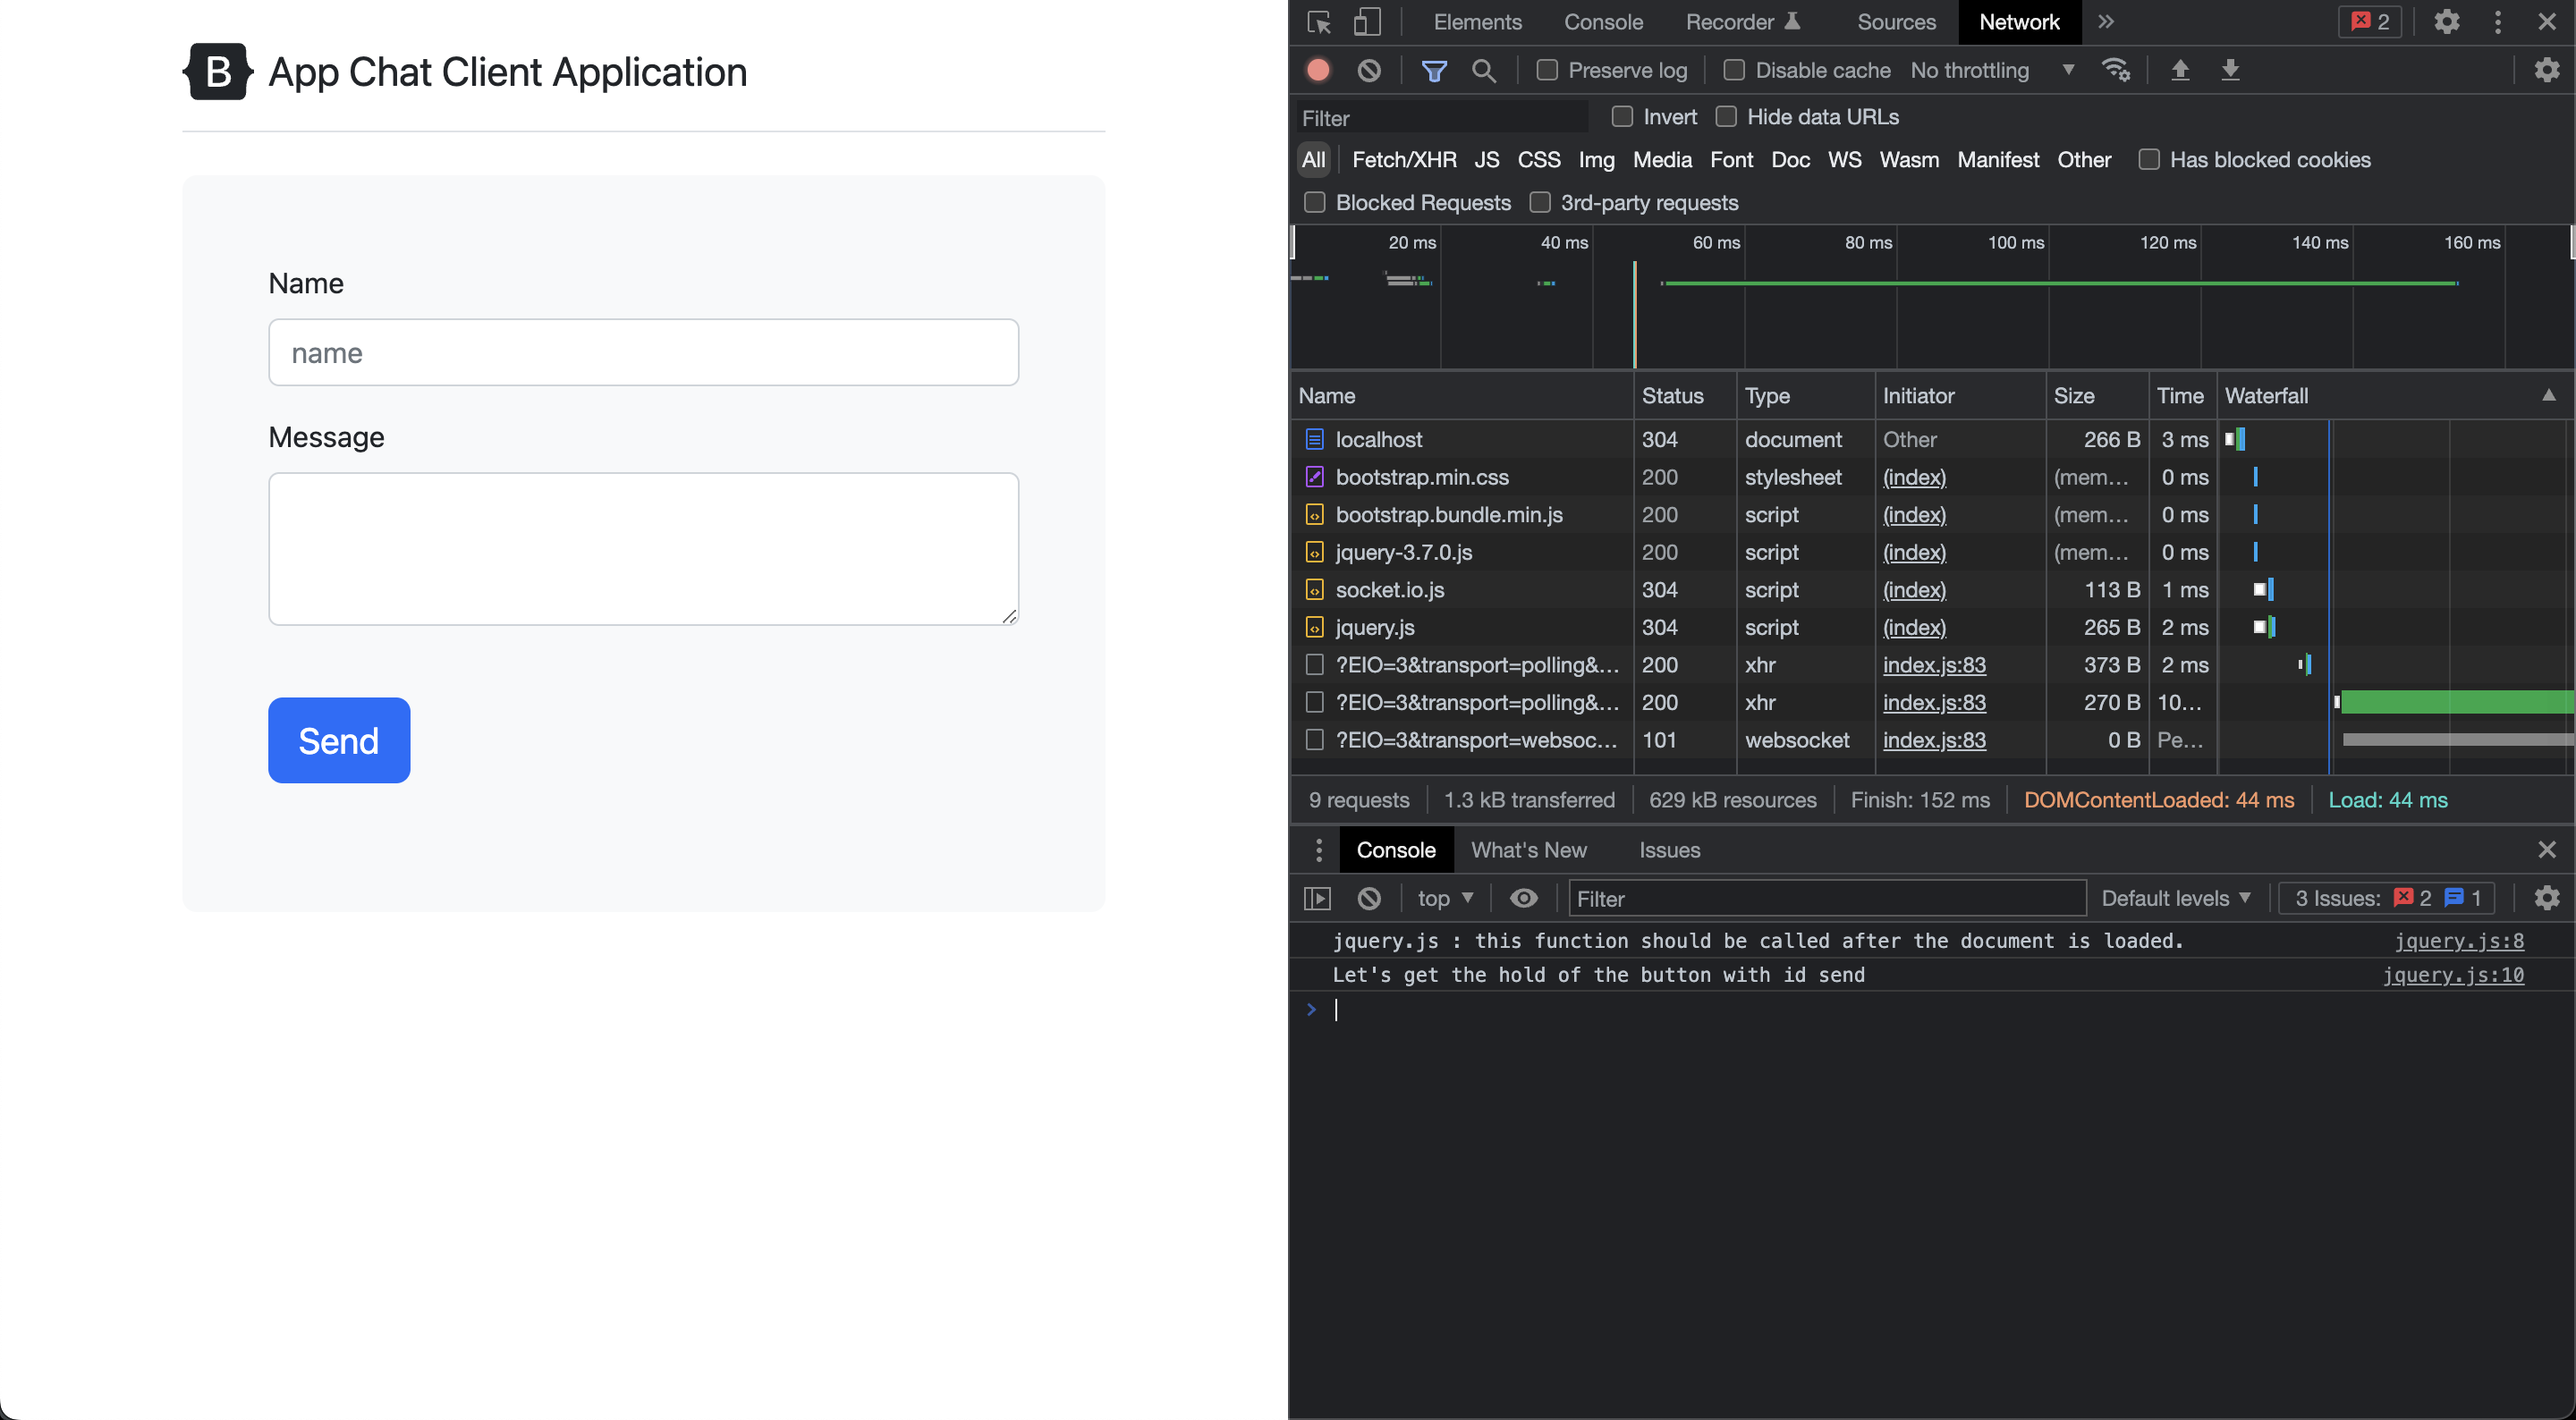 B App Chat Client Application
Name
name
Message
Send
Elements Console Recorder Sources Network » 2
Preserve log Disable cache No throttling
Filter Invert Hide data URLs
All Fetch/XHR JS CSS Img Media Font Doc WS Wasm Manifest Other Has blocked cookies
Blocked Requests 3rd-party requests
20 ms 40 ms 60 ms 80 ms 100 ms 120 ms 140 ms 160 ms
Name Status Type Initiator Size Time Waterfall
localhost 304 document Other 266 B 3 ms
bootstrap.min.css 200 stylesheet (index) (mem… 0 ms
bootstrap.bundle.min.js 200 script (index) (mem… 0 ms
jquery-3.7.0.js 200 script (index) (mem… 0 ms
socket.io.js 304 script (index) 113 B 1 ms
jquery.js 304 script (index) 265 B 2 ms
?EIO=3&transport=polling&… 200 xhr index.js:83 373 B 2 ms
?EIO=3&transport=polling&… 200 xhr index.js:83 270 B 10…
?EIO=3&transport=websoc… 101 websocket index.js:83 0 B Pe…
9 requests 1.3 kB transferred 629 kB resources Finish: 152 ms DOMContentLoaded: 44 ms Load: 44 ms
Console What's New Issues
top Filter Default levels 3 Issues: 2 1
jquery.js : this function should be called after the document is loaded. jquery.js:8
Let's get the hold of the button with id send jquery.js:10
>